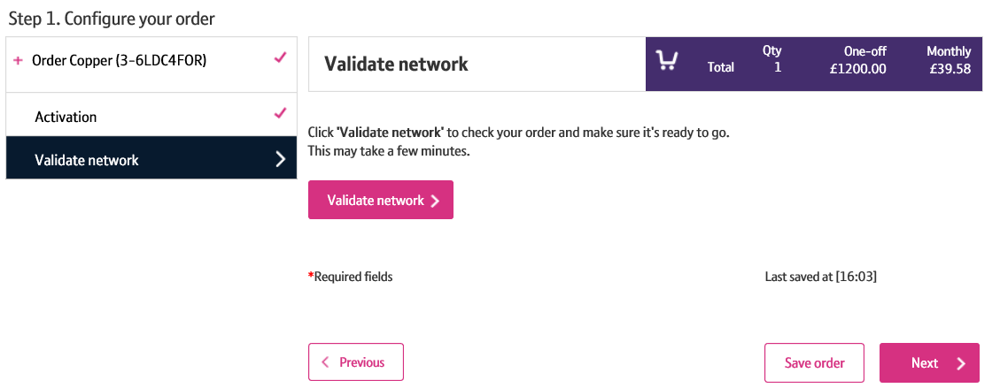 Step 1. Configure your order
+ Order Copper (3-6LDC4FOR)
Activation
Validate network
Validate network
Total
Qty
1
One-off
£1200.00
Monthly
£39.58
Click 'Validate network' to check your order and make sure it's ready to go.
This may take a few minutes.
Validate network
*Required fields
Last saved at [16:03]
Previous
Save order
Next